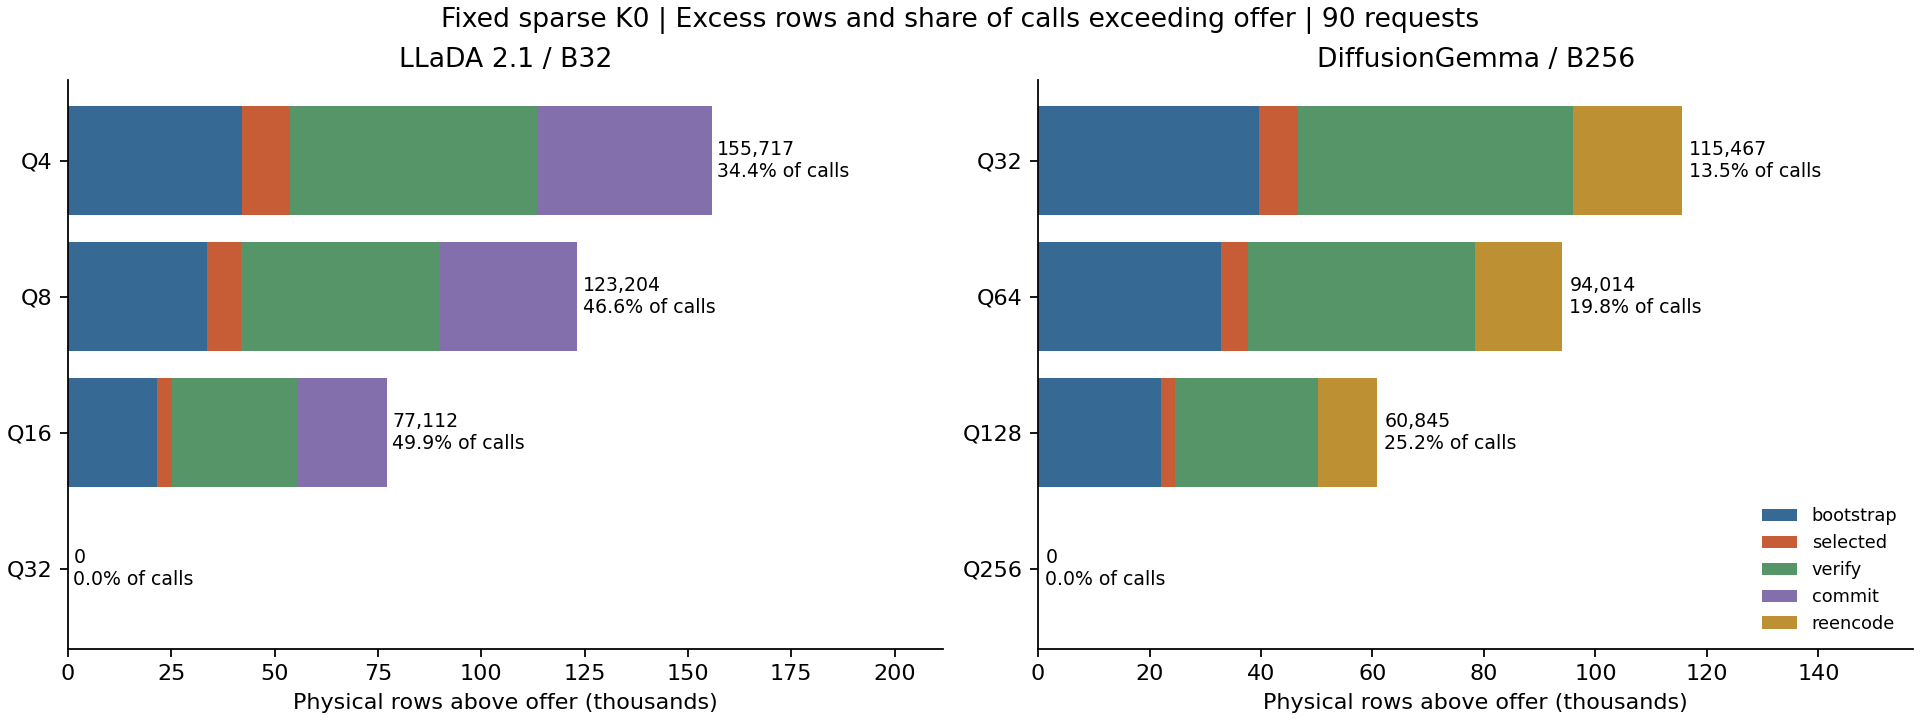 Fixed sparse K0 | Excess rows and share of calls exceeding offer | 90 requests
LLaDA 2.1 / B32
Q4
155,717
34.4% of calls
Q8
123,204
46.6% of calls
Q16
77,112
49.9% of calls
Q32
0
0.0% of calls
0 25 50 75 100 125 150 175 200
Physical rows above offer (thousands)
DiffusionGemma / B256
Q32
115,467
13.5% of calls
Q64
94,014
19.8% of calls
Q128
60,845
25.2% of calls
Q256
0
0.0% of calls
bootstrap
selected
verify
commit
reencode
0 20 40 60 80 100 120 140
Physical rows above offer (thousands)